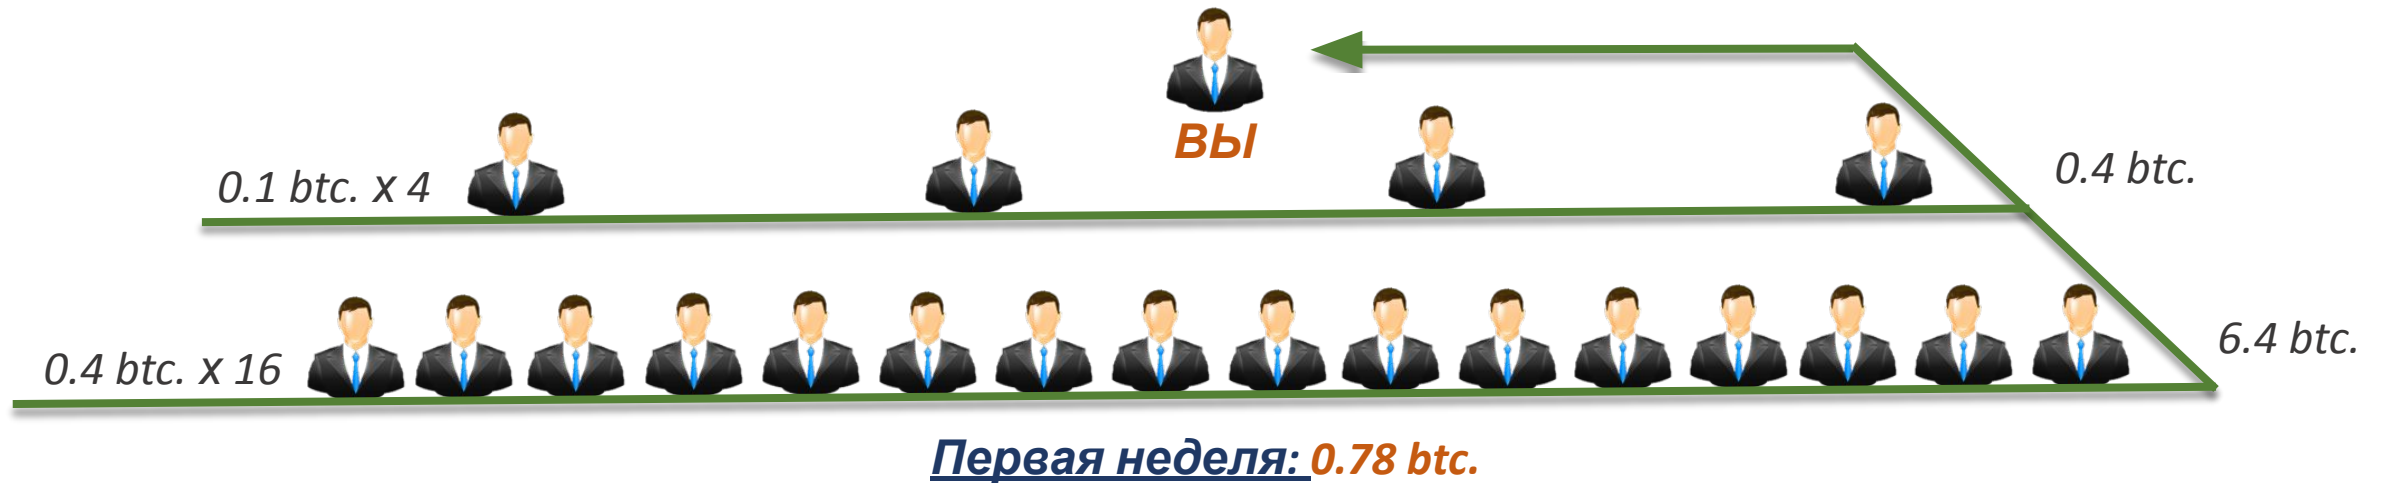 ВЫ
0.1 btc. x 4
0.4 btc.
0.4 btc. x 16
6.4 btc.
Первая неделя: 0.78 btc.